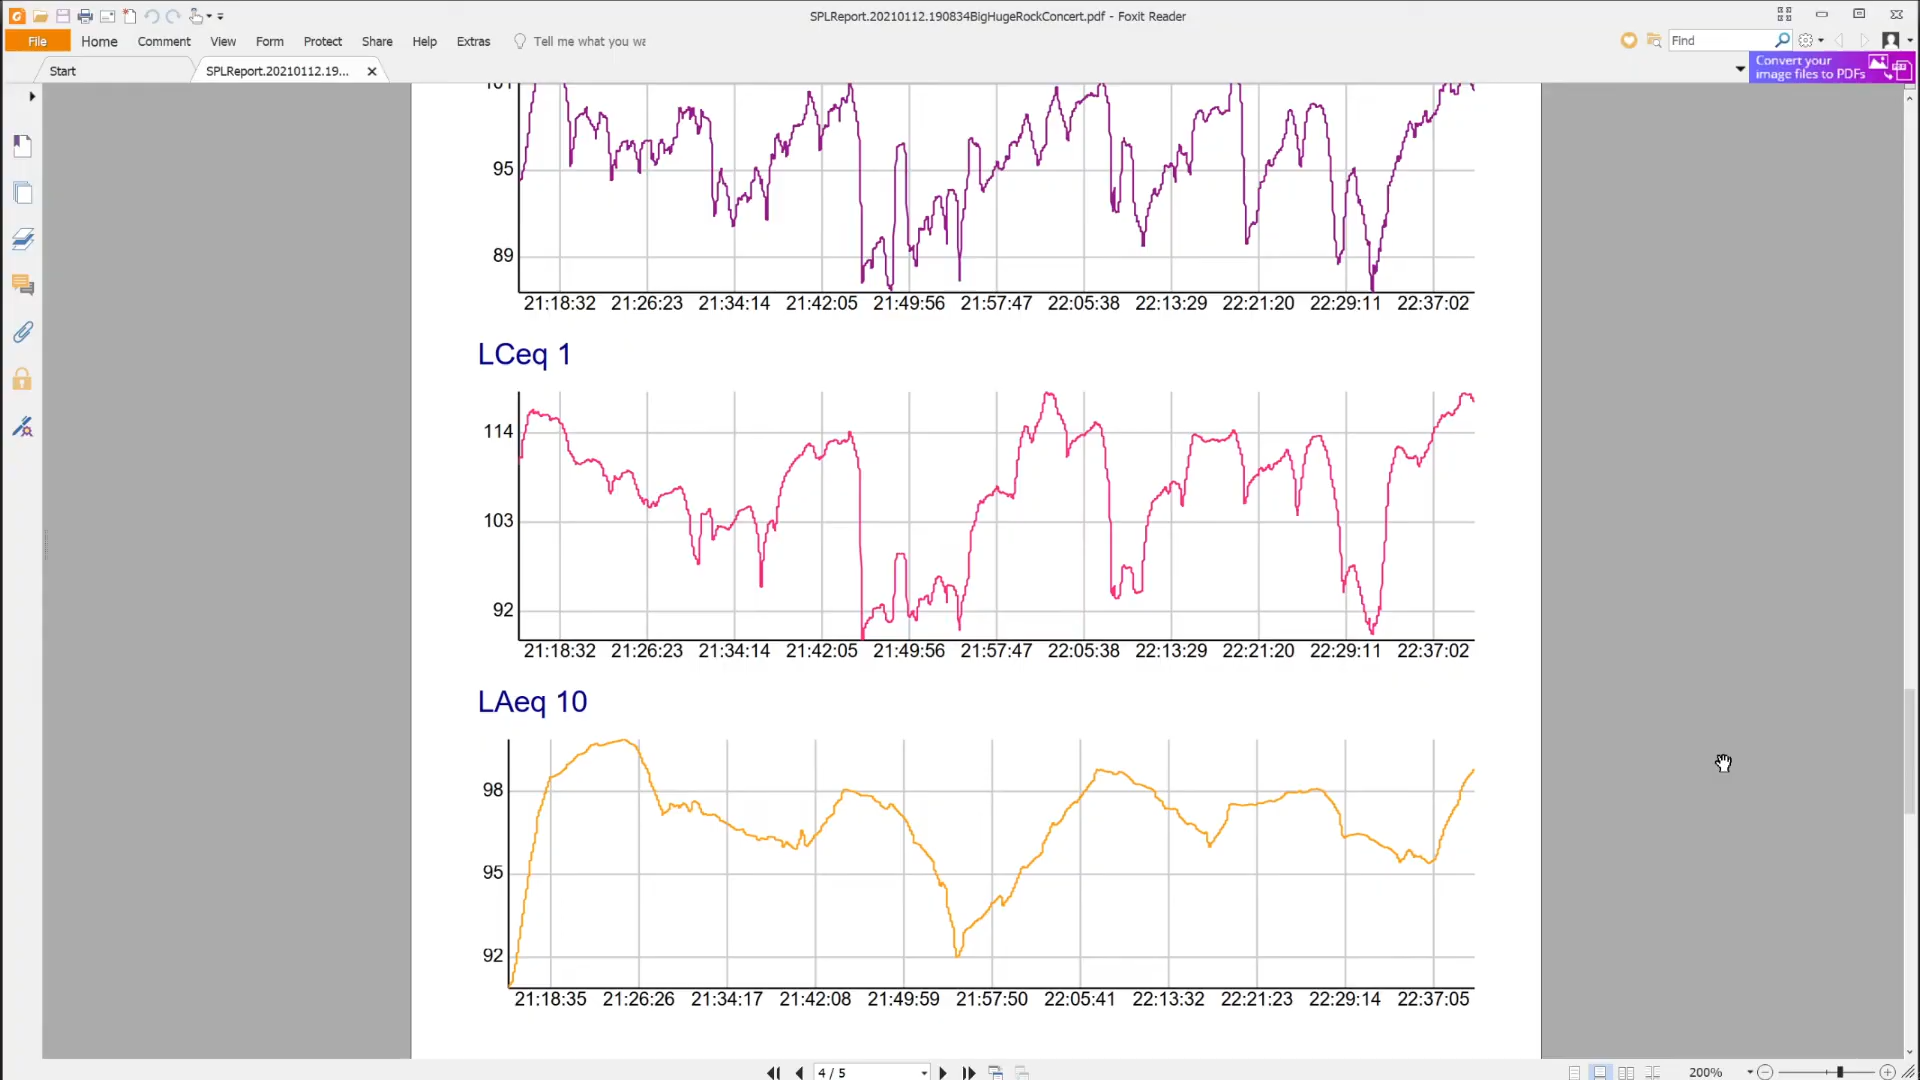 SPLReport.20210112.190834BigHugeRockConcert.pdf - Foxit Reader
File Home Comment View Form Protect Share Help Extras Tell me what you wa
Find
Start SPLReport.20210112.19...
Convert your
image files to PDFs
101
95
89
21:18:32 21:26:23 21:34:14 21:42:05 21:49:56 21:57:47 22:05:38 22:13:29 22:21:20 22:29:11 22:37:02
LCeq 1
114
103
92
21:18:32 21:26:23 21:34:14 21:42:05 21:49:56 21:57:47 22:05:38 22:13:29 22:21:20 22:29:11 22:37:02
LAeq 10
98
95
92
21:18:35 21:26:26 21:34:17 21:42:08 21:49:59 21:57:50 22:05:41 22:13:32 22:21:23 22:29:14 22:37:05
4 / 5
200%